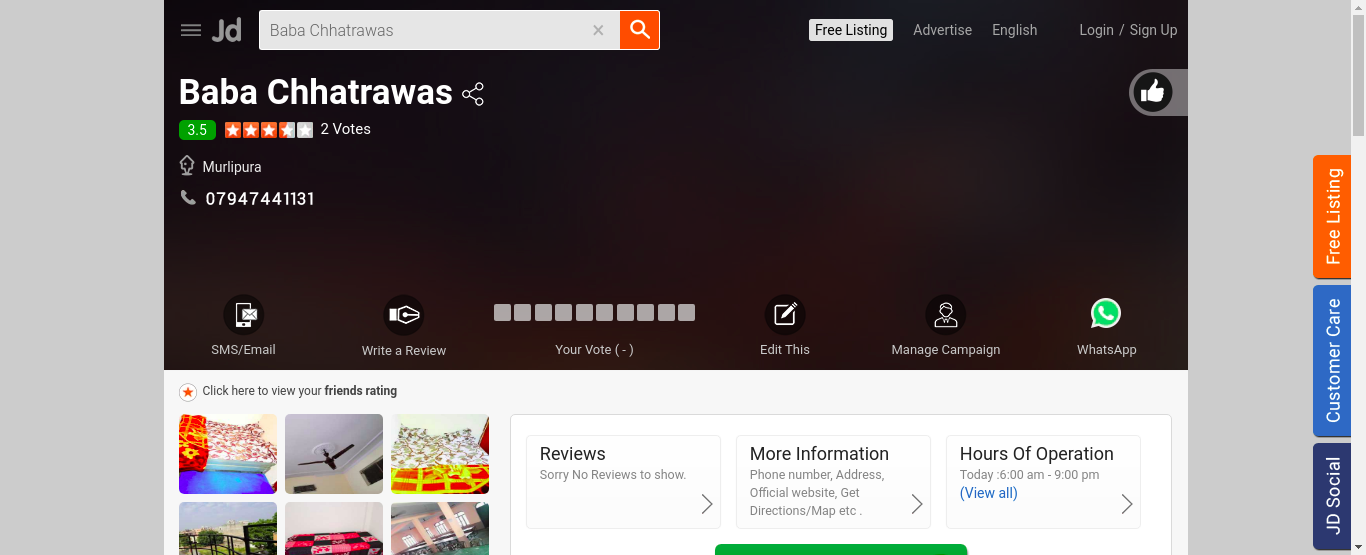 Jd
Baba Chhatrawas
Free Listing
Advertise
English
Login / Sign Up
Baba Chhatrawas
3.5
2 Votes
Murlipura
07947441131
SMS/Email
Write a Review
Your Vote ( - )
Edit This
Manage Campaign
WhatsApp
Click here to view your friends rating
Reviews
Sorry No Reviews to show.
More Information
Phone number, Address,
Official website, Get
Directions/Map etc .
Hours Of Operation
Today :6:00 am - 9:00 pm
(View all)
Free Listing
Customer Care
JD Social